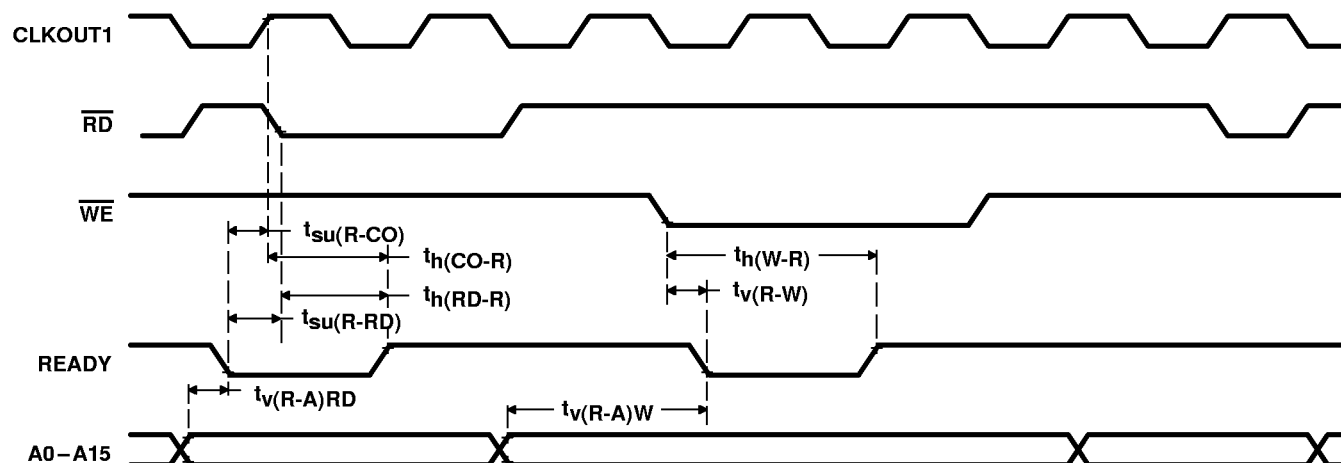 CLKOUT1
RD
WE
tsu(R-CO)
th(CO-R)
th(W-R)
th(RD-R)
tv(R-W)
tsu(R-RD)
READY
tv(R-A)RD
tv(R-A)W
A0–A15